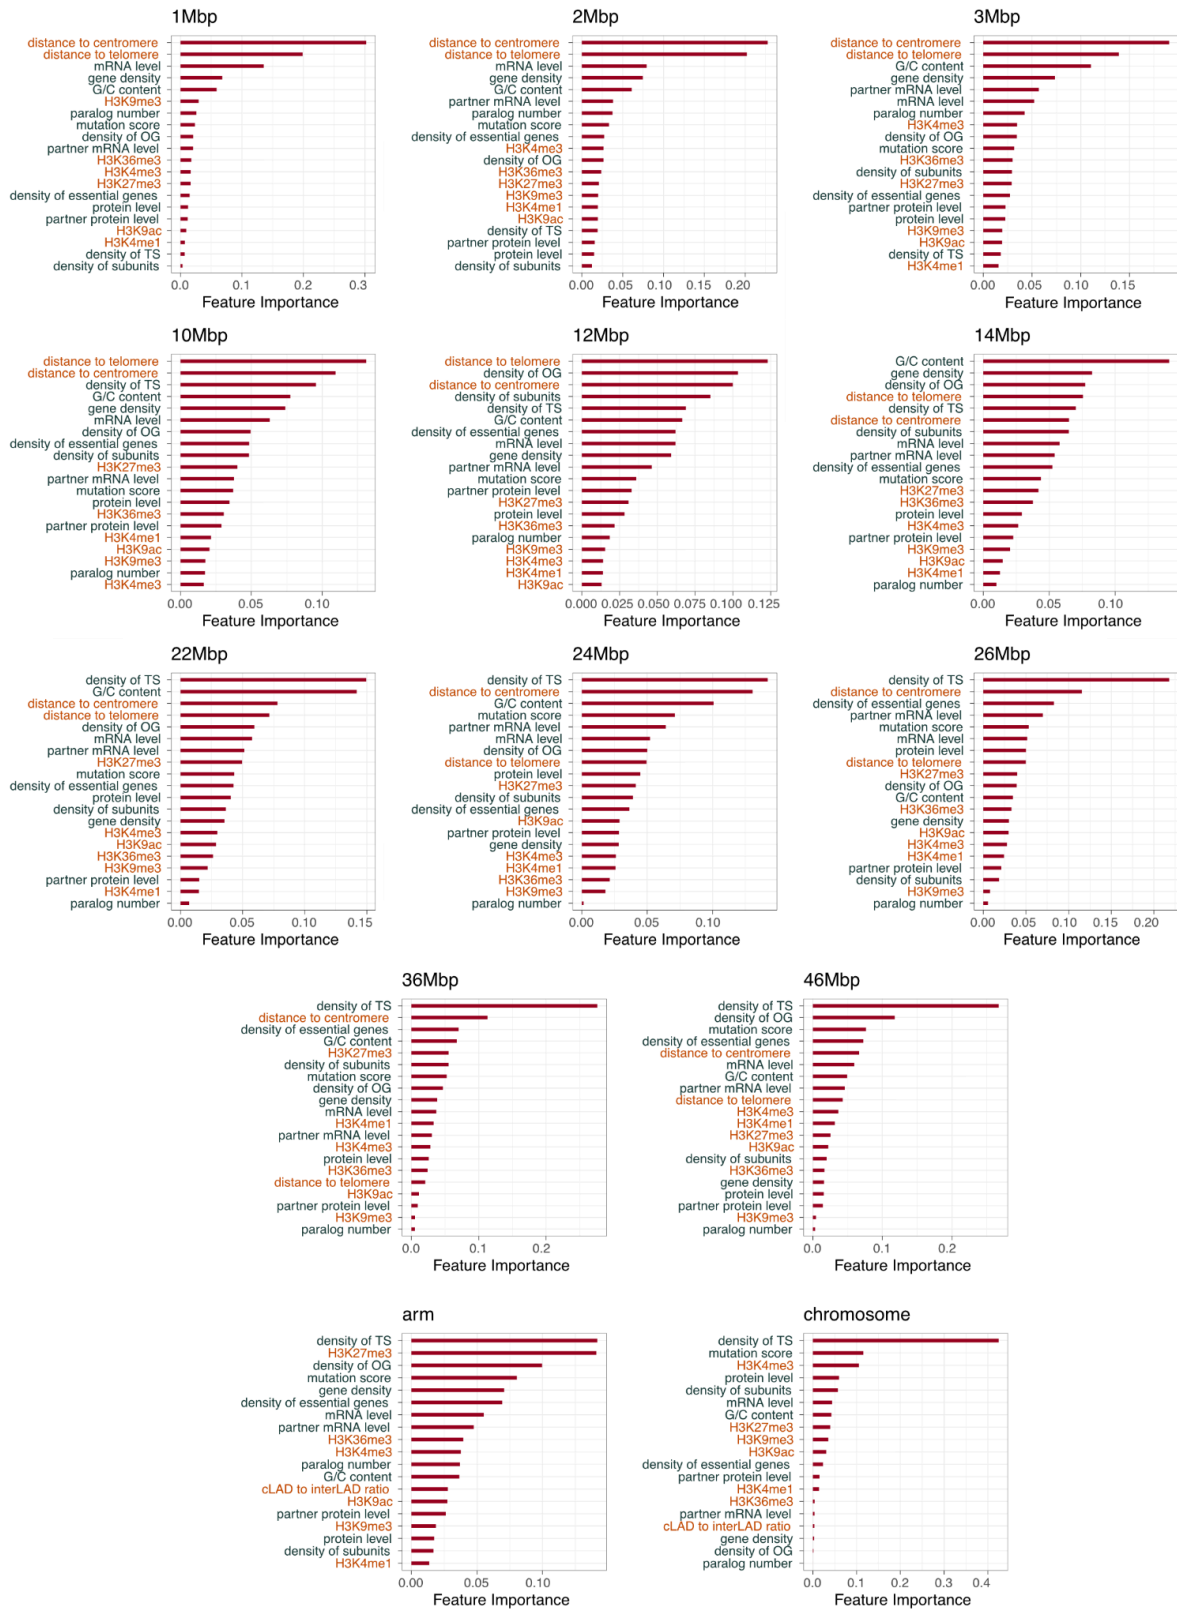 1Mbp
distance to centromere
distance to telomere
mRNA level
gene density
G/C content
H3K9me3
paralog number
mutation score
density of OG
partner mRNA level
H3K36me3
H3K4me3
H3K27me3
density of essential genes
protein level
partner protein level
H3K9ac
H3K4me1
density of TS
density of subunits
0.0 0.1 0.2 0.3
Feature Importance
2Mbp
distance to centromere
distance to telomere
mRNA level
gene density
G/C content
partner mRNA level
paralog number
mutation score
density of essential genes
H3K4me3
density of OG
H3K36me3
H3K27me3
H3K9me3
H3K4me1
H3K9ac
density of TS
partner protein level
protein level
density of subunits
0.00 0.05 0.10 0.15 0.20
Feature Importance
3Mbp
distance to centromere
distance to telomere
G/C content
gene density
partner mRNA level
mRNA level
paralog number
H3K4me3
density of OG
mutation score
H3K36me3
density of subunits
H3K27me3
density of essential genes
partner protein level
protein level
H3K9me3
H3K9ac
density of TS
H3K4me1
0.00 0.05 0.10 0.15
Feature Importance
10Mbp
distance to telomere
distance to centromere
density of TS
G/C content
gene density
mRNA level
density of OG
density of essential genes
density of subunits
H3K27me3
partner mRNA level
mutation score
protein level
H3K36me3
partner protein level
H3K4me1
H3K9ac
H3K9me3
paralog number
H3K4me3
0.00 0.05 0.10
Feature Importance
12Mbp
distance to telomere
density of OG
distance to centromere
density of subunits
density of TS
G/C content
density of essential genes
mRNA level
gene density
partner mRNA level
mutation score
partner protein level
H3K27me3
protein level
H3K36me3
paralog number
H3K9me3
H3K4me3
H3K4me1
H3K9ac
0.000 0.025 0.050 0.075 0.100 0.125
Feature Importance
14Mbp
G/C content
gene density
density of OG
distance to telomere
density of TS
distance to centromere
density of subunits
mRNA level
partner mRNA level
density of essential genes
mutation score
H3K27me3
H3K36me3
protein level
H3K4me3
partner protein level
H3K9me3
H3K9ac
H3K4me1
paralog number
0.00 0.05 0.10
Feature Importance
22Mbp
density of TS
G/C content
distance to centromere
distance to telomere
density of OG
mRNA level
partner mRNA level
H3K27me3
mutation score
density of essential genes
protein level
density of subunits
gene density
H3K4me3
H3K9ac
H3K36me3
H3K9me3
partner protein level
H3K4me1
paralog number
0.00 0.05 0.10 0.15
Feature Importance
24Mbp
density of TS
distance to centromere
G/C content
mutation score
partner mRNA level
mRNA level
density of OG
distance to telomere
protein level
H3K27me3
density of subunits
density of essential genes
H3K9ac
partner protein level
gene density
H3K4me3
H3K4me1
H3K36me3
H3K9me3
paralog number
0.00 0.05 0.10
Feature Importance
26Mbp
density of TS
distance to centromere
density of essential genes
partner mRNA level
mutation score
mRNA level
protein level
distance to telomere
H3K27me3
density of OG
G/C content
H3K36me3
gene density
H3K9ac
H3K4me3
H3K4me1
partner protein level
density of subunits
H3K9me3
paralog number
0.00 0.05 0.10 0.15 0.20
Feature Importance
36Mbp
density of TS
distance to centromere
density of essential genes
G/C content
H3K27me3
density of subunits
mutation score
density of OG
gene density
mRNA level
H3K4me1
partner mRNA level
H3K4me3
protein level
H3K36me3
distance to telomere
H3K9ac
partner protein level
H3K9me3
paralog number
0.0 0.1 0.2
Feature Importance
46Mbp
density of TS
density of OG
mutation score
density of essential genes
distance to centromere
mRNA level
G/C content
partner mRNA level
distance to telomere
H3K4me3
H3K4me1
H3K27me3
H3K9ac
density of subunits
H3K36me3
gene density
protein level
partner protein level
H3K9me3
paralog number
0.0 0.1 0.2
Feature Importance
arm
density of TS
H3K27me3
density of OG
mutation score
gene density
density of essential genes
mRNA level
partner mRNA level
H3K36me3
H3K4me3
paralog number
G/C content
cLAD to interLAD ratio
H3K9ac
partner protein level
H3K9me3
protein level
density of subunits
H3K4me1
0.00 0.05 0.10
Feature Importance
chromosome
density of TS
mutation score
H3K4me3
protein level
density of subunits
mRNA level
G/C content
H3K27me3
H3K9me3
H3K9ac
density of essential genes
partner protein level
H3K4me1
H3K36me3
partner mRNA level
cLAD to interLAD ratio
gene density
density of OG
paralog number
0.0 0.1 0.2 0.3 0.4
Feature Importance